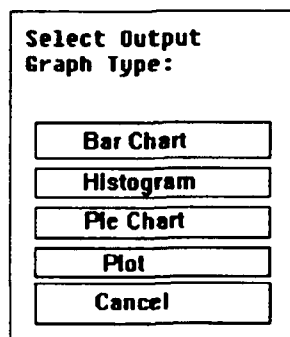 Select Output
Graph Type:
Bar Chart
Histogram
Pie Chart
Plot
Cancel